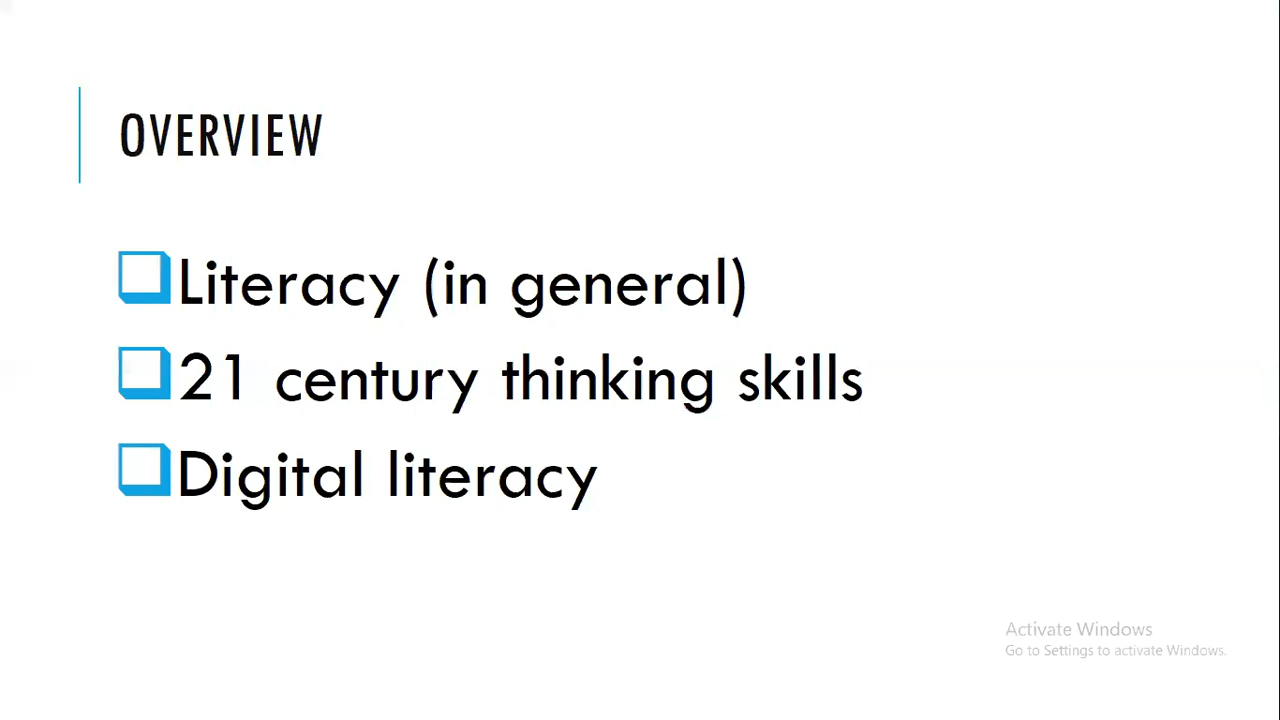 OVERVIEW
Literacy (in general)
21 century thinking skills
Digital literacy
Activate Windows
Go to Settings to activate Windows.